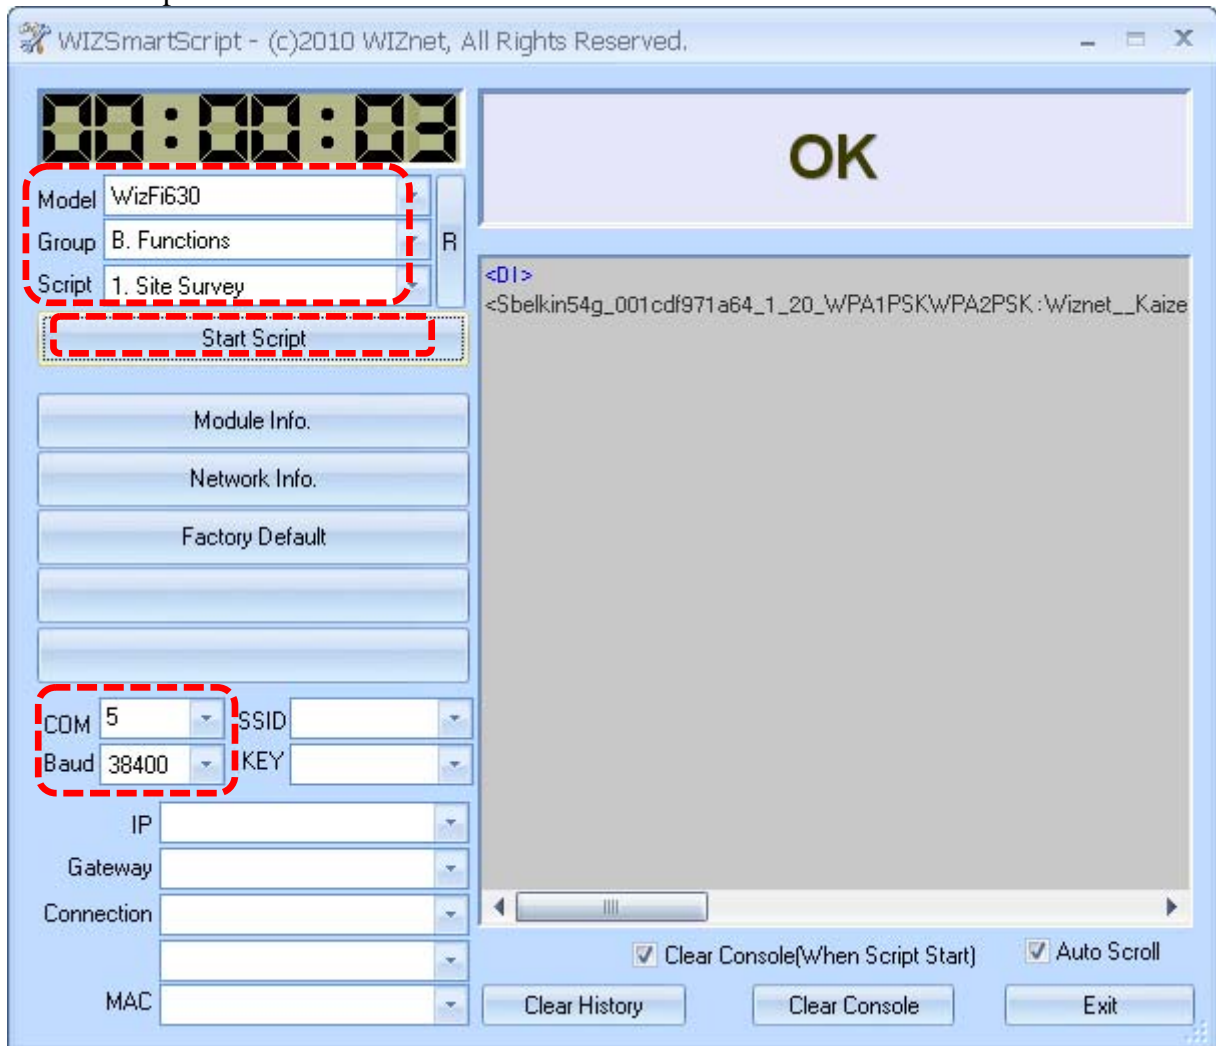 WIZSmartScript - (c)2010 WIZnet, All Rights Reserved.
00:00:03
OK
Model WizFi630
Group B. Functions
R
Script 1. Site Survey
Start Script
<DI>
<Sbelkin54g_001cdf971a64_1_20_WPA1PSKWPA2PSK:Wiznet__Kaize
Module Info.
Network Info.
Factory Default
COM 5 SSID
Baud 38400 KEY
IP
Gateway
Connection
MAC
Clear Console(When Script Start) Auto Scroll
Clear History Clear Console Exit